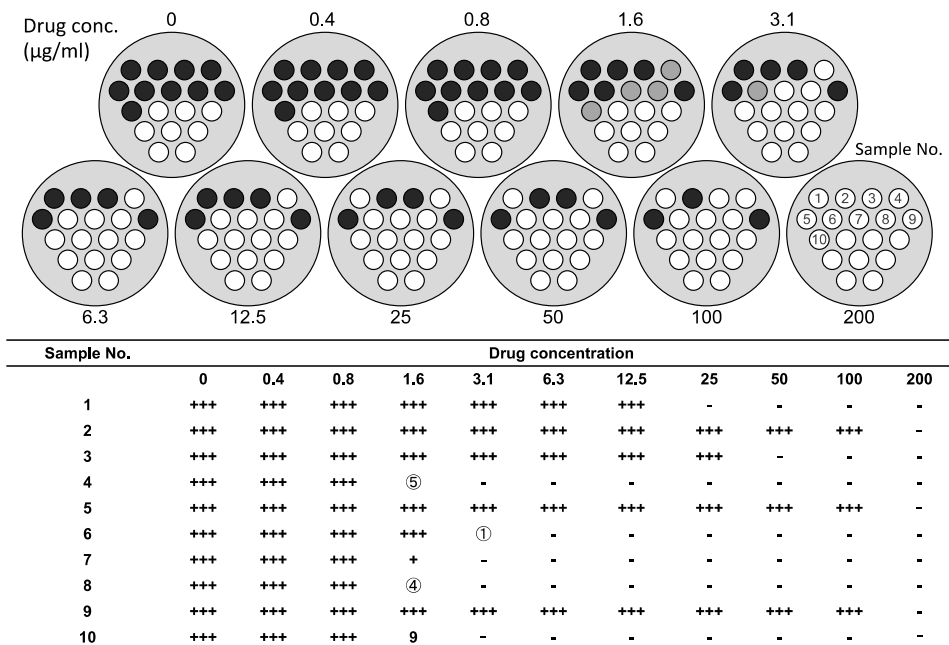 Drug conc.
(μg/ml)
0 0.4 0.8 1.6 3.1
Sample No.
① ② ③ ④
⑤ ⑥ ⑦ ⑧ ⑨
⑩
6.3 12.5 25 50 100 200
Sample No. Drug concentration
0 0.4 0.8 1.6 3.1 6.3 12.5 25 50 100 200
1 +++ +++ +++ +++ +++ +++ +++ - - - -
2 +++ +++ +++ +++ +++ +++ +++ +++ +++ +++ -
3 +++ +++ +++ +++ +++ +++ +++ +++ - - -
4 +++ +++ +++ ⑤ - - - - - - -
5 +++ +++ +++ +++ +++ +++ +++ +++ +++ +++ -
6 +++ +++ +++ +++ ① - - - - - -
7 +++ +++ +++ + - - - - - - -
8 +++ +++ +++ ④ - - - - - - -
9 +++ +++ +++ +++ +++ +++ +++ +++ +++ +++ -
10 +++ +++ +++ 9 - - - - - - -